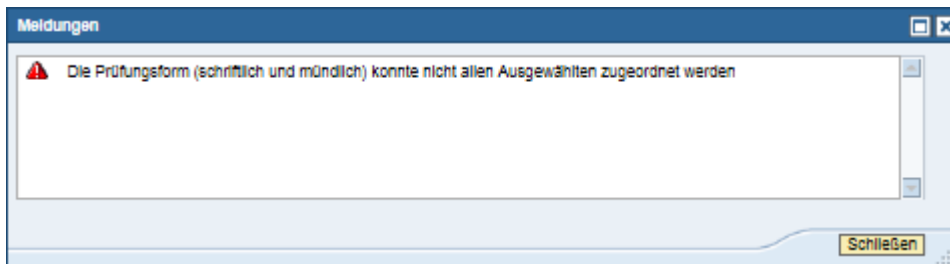 Meldungen
Die Prüfungsform (schriftlich und mündlich) konnte nicht allen Ausgewählten zugeordnet werden
Schließen